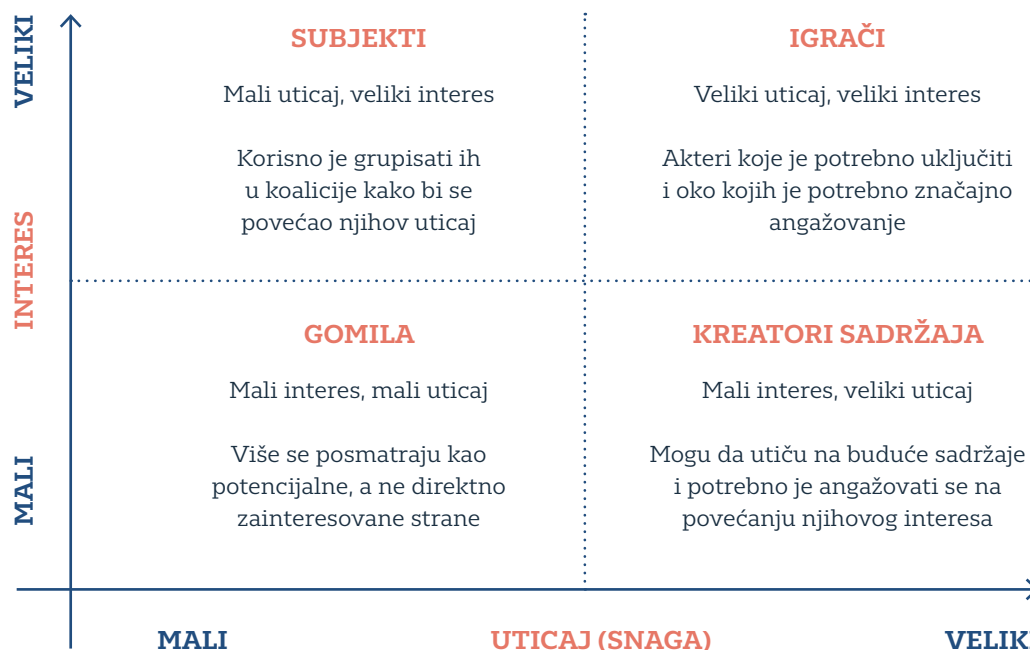 VELIKI
INTERES
MALI
SUBJEKTI
Mali uticaj, veliki interes
Korisno je grupisati ih
u koalicije kako bi se
povećao njihov uticaj
IGRAČI
Veliki uticaj, veliki interes
Akteri koje je potrebno uključiti
i oko kojih je potrebno značajno
angažovanje
GOMILA
Mali interes, mali uticaj
Više se posmatraju kao
potencijalne, a ne direktno
zainteresovane strane
KREATORI SADRŽAJA
Mali interes, veliki uticaj
Mogu da utiču na buduće sadržaje
i potrebno je angažovati se na
povećanju njihovog interesa
MALI
UTICAJ (SNAGA)
VELIKI